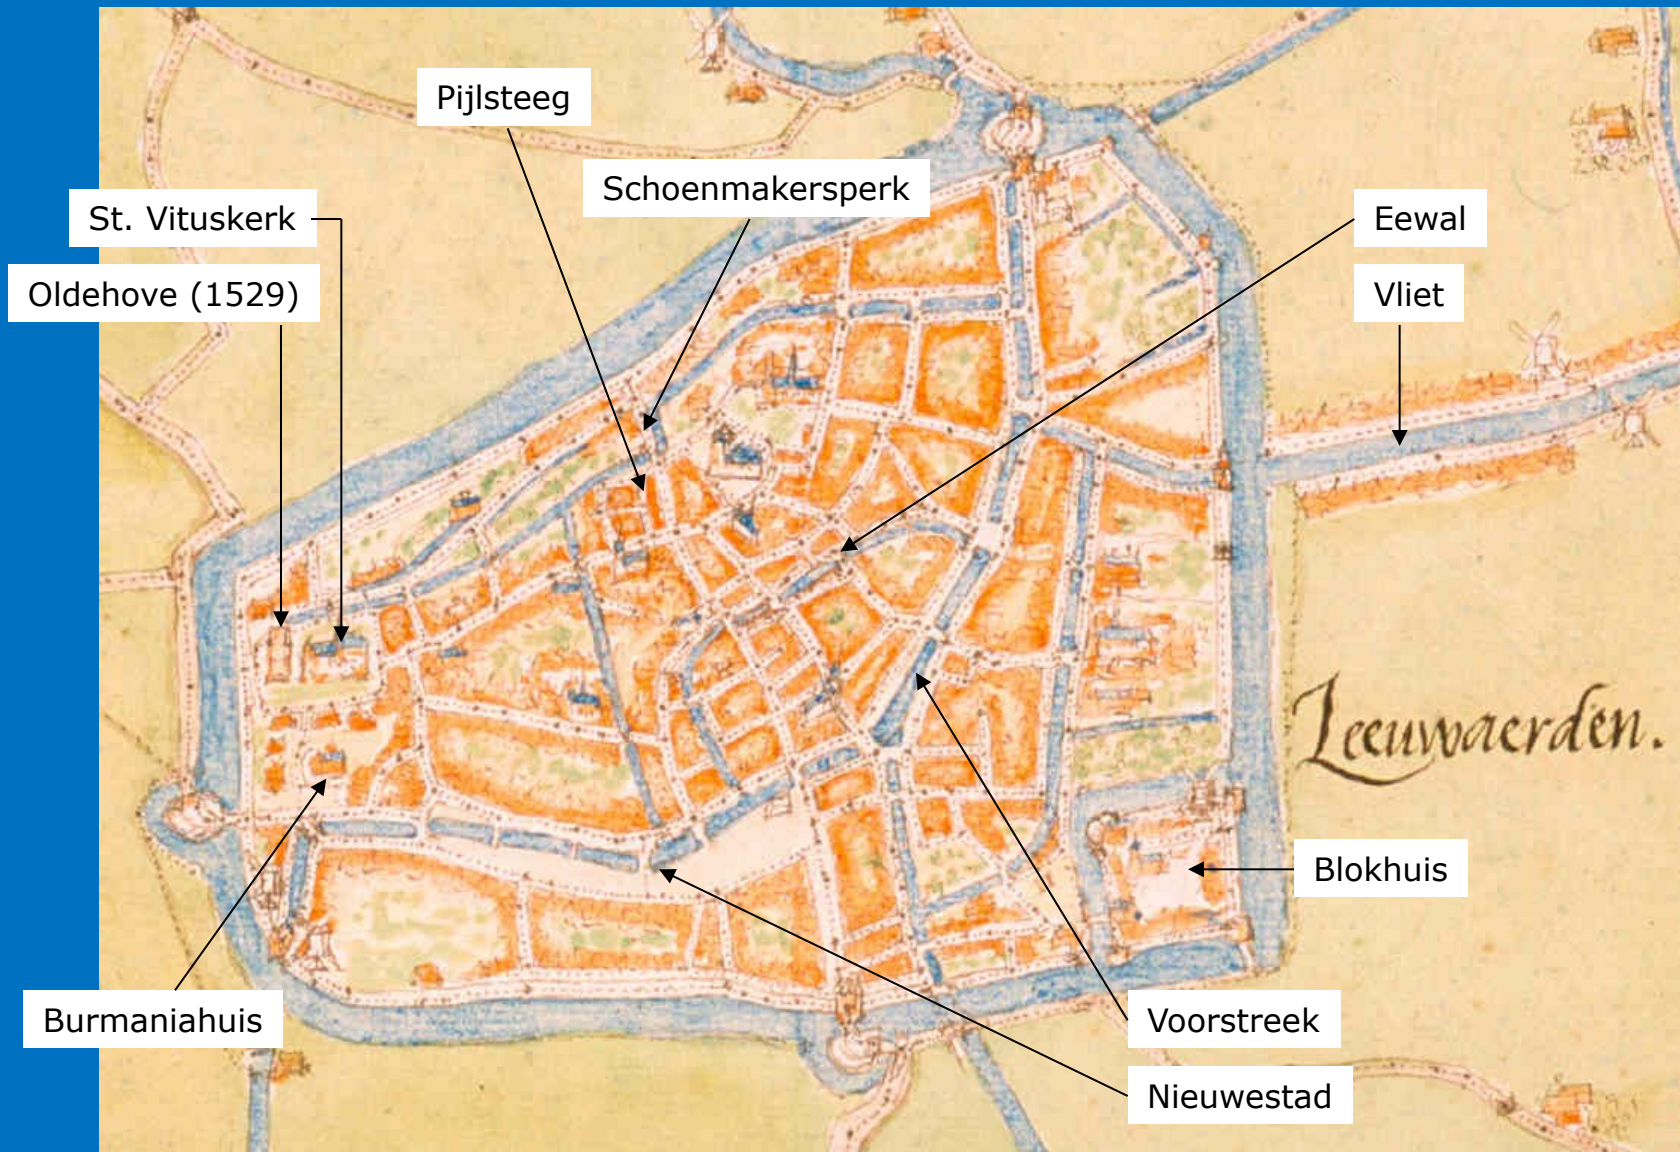 Pijlsteeg
Schoenmakersperk
St. Vituskerk
Eewal
Oldehove (1529)
Vliet
Leeuwaerden.
Blokhuis
Burmaniahuis
Voorstreek
Nieuwestad